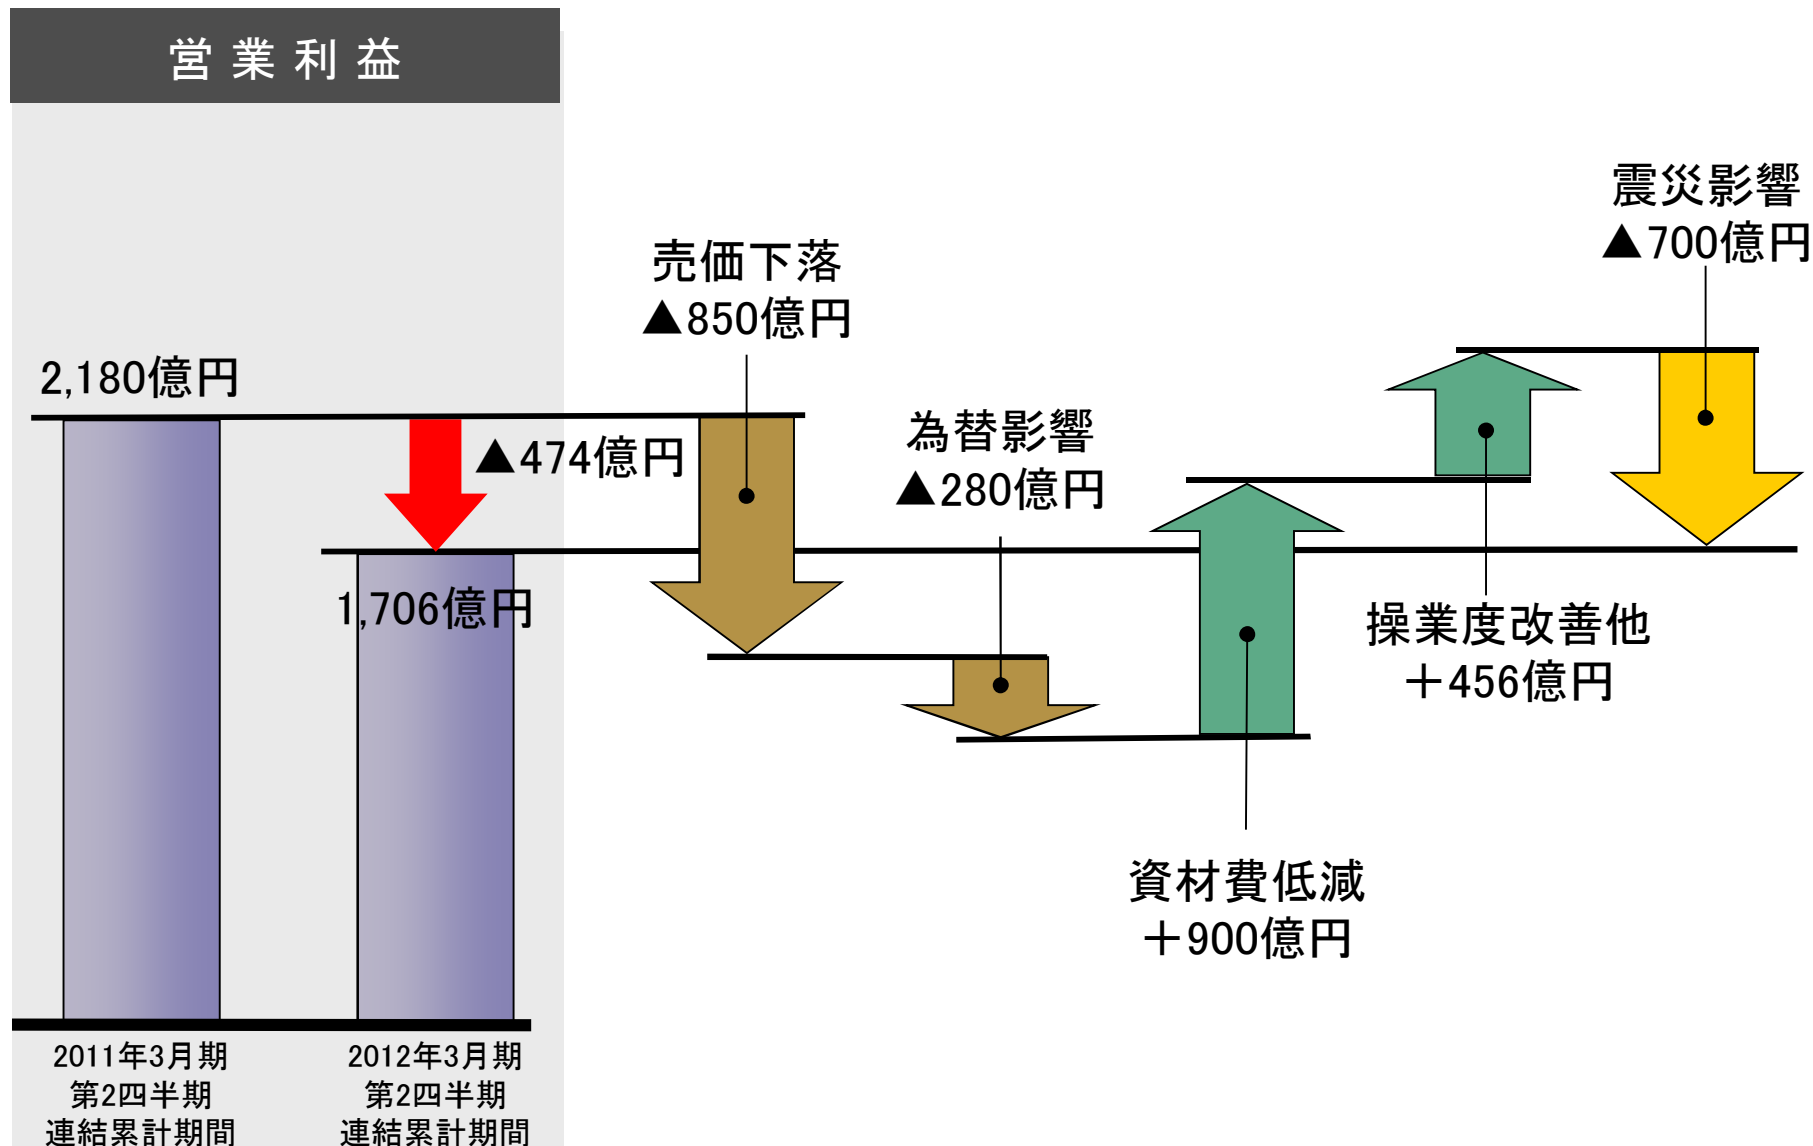 営業利益
2,180億円
▲474億円
1,706億円
売価下落
▲850億円
為替影響
▲280億円
資材費低減
＋900億円
操業度改善他
＋456億円
震災影響
▲700億円
2011年3月期
第2四半期
連結累計期間
2012年3月期
第2四半期
連結累計期間